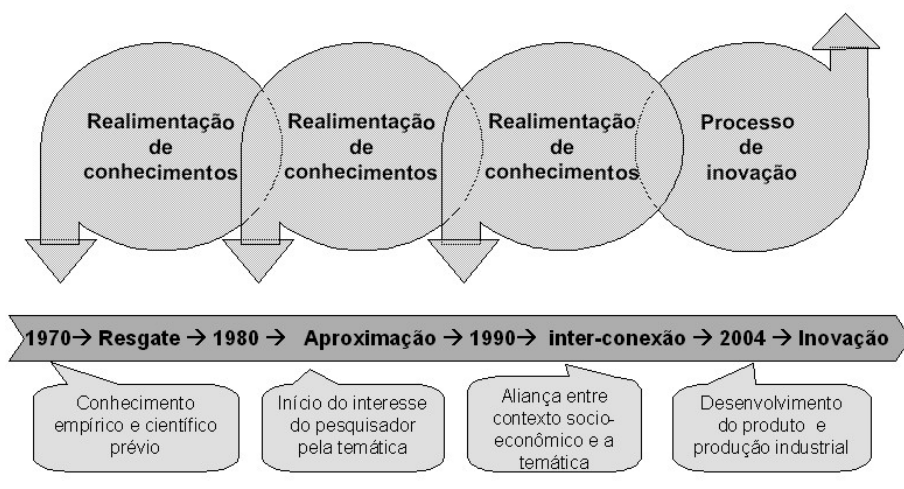 Realimentação
de
conhecimentos
Realimentação
de
conhecimentos
Realimentação
de
conhecimentos
Processo
de
inovação
1970→ Resgate → 1980 → Aproximação → 1990→ inter-conexão → 2004 → Inovação
Conhecimento
empírico e científico
prévio
Início do interesse
do pesquisador
pela temática
Aliança entre
contexto socio-
econômico e a
temática
Desenvolvimento
do produto e
produção industrial